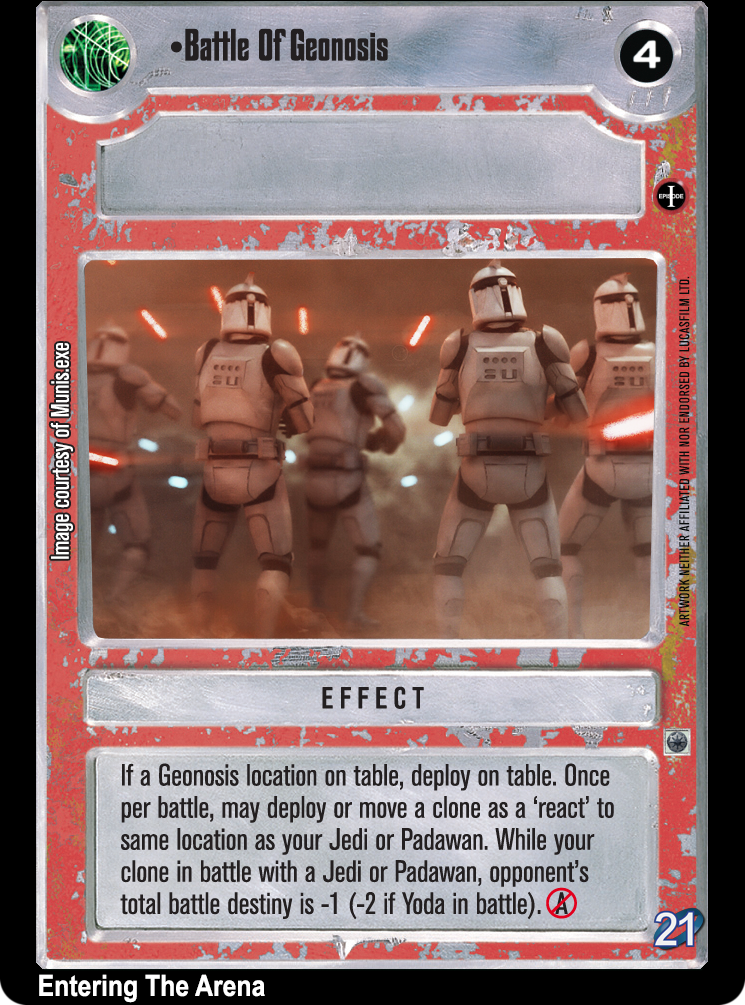 •Battle Of Geonosis
4
EPISODE
I
Image courtesy of Munis.exe
ARTWORK NEITHER AFFILIATED WITH NOR ENDORSED BY LUCASFILM LTD.
EFFECT
If a Geonosis location on table, deploy on table. Once
per battle, may deploy or move a clone as a ‘react’ to
same location as your Jedi or Padawan. While your
clone in battle with a Jedi or Padawan, opponent’s
total battle destiny is -1 (-2 if Yoda in battle). A
21
Entering The Arena